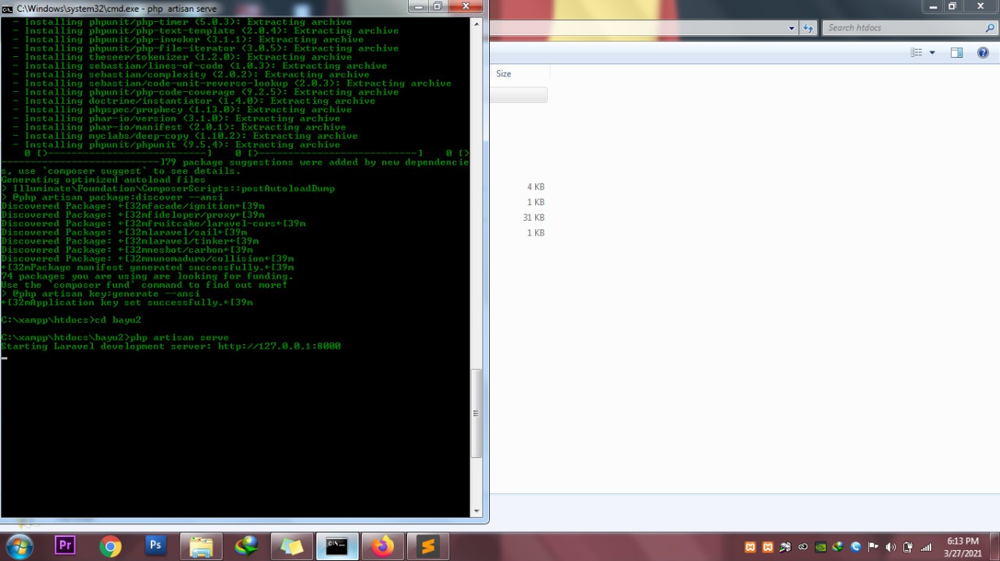 C:\Windows\system32\cmd.exe - php artisan serve
- Installing phpunit/php-timer (5.0.3): Extracting archive
- Installing phpunit/php-text-template (2.0.4): Extracting archive
- Installing phpunit/php-invoker (3.1.1): Extracting archive
- Installing phpunit/php-file-iterator (3.0.5): Extracting archive
- Installing theseer/tokenizer (1.2.0): Extracting archive
- Installing sebastian/lines-of-code (1.0.3): Extracting archive
- Installing sebastian/complexity (2.0.2): Extracting archive
- Installing sebastian/code-unit-reverse-lookup (2.0.3): Extracting archive
- Installing phpunit/php-code-coverage (9.2.5): Extracting archive
- Installing doctrine/instantiator (1.4.0): Extracting archive
- Installing phpspec/prophecy (1.13.0): Extracting archive
- Installing phar-io/version (3.1.0): Extracting archive
- Installing phar-io/manifest (2.0.1): Extracting archive
- Installing myclabs/deep-copy (1.10.2): Extracting archive
- Installing phpunit/phpunit (9.5.4): Extracting archive
0 [>---------------------------]    0 [>---------------------------]    0 [>
---------------------------]79 package suggestions were added by new dependencie
s, use `composer suggest` to see details.
Generating optimized autoload files
> Illuminate\Foundation\ComposerScripts::postAutoloadDump
> @php artisan package:discover --ansi
Discovered Package: ←[32mfacade/ignition←[39m
Discovered Package: ←[32mfideloper/proxy←[39m
Discovered Package: ←[32mfruitcake/laravel-cors←[39m
Discovered Package: ←[32mlaravel/sail←[39m
Discovered Package: ←[32mlaravel/tinker←[39m
Discovered Package: ←[32mnesbot/carbon←[39m
Discovered Package: ←[32mnunomaduro/collision←[39m
←[32mPackage manifest generated successfully.←[39m
74 packages you are using are looking for funding.
Use the `composer fund` command to find out more!
> @php artisan key:generate --ansi
←[32mApplication key set successfully.←[39m
C:\xampp\htdocs>cd bayu2
C:\xampp\htdocs\bayu2>php artisan serve
Starting Laravel development server: http://127.0.0.1:8000
Search htdocs
Size
4 KB
1 KB
31 KB
1 KB
Pr
Ps
C:\
6:13 PM
3/27/2021